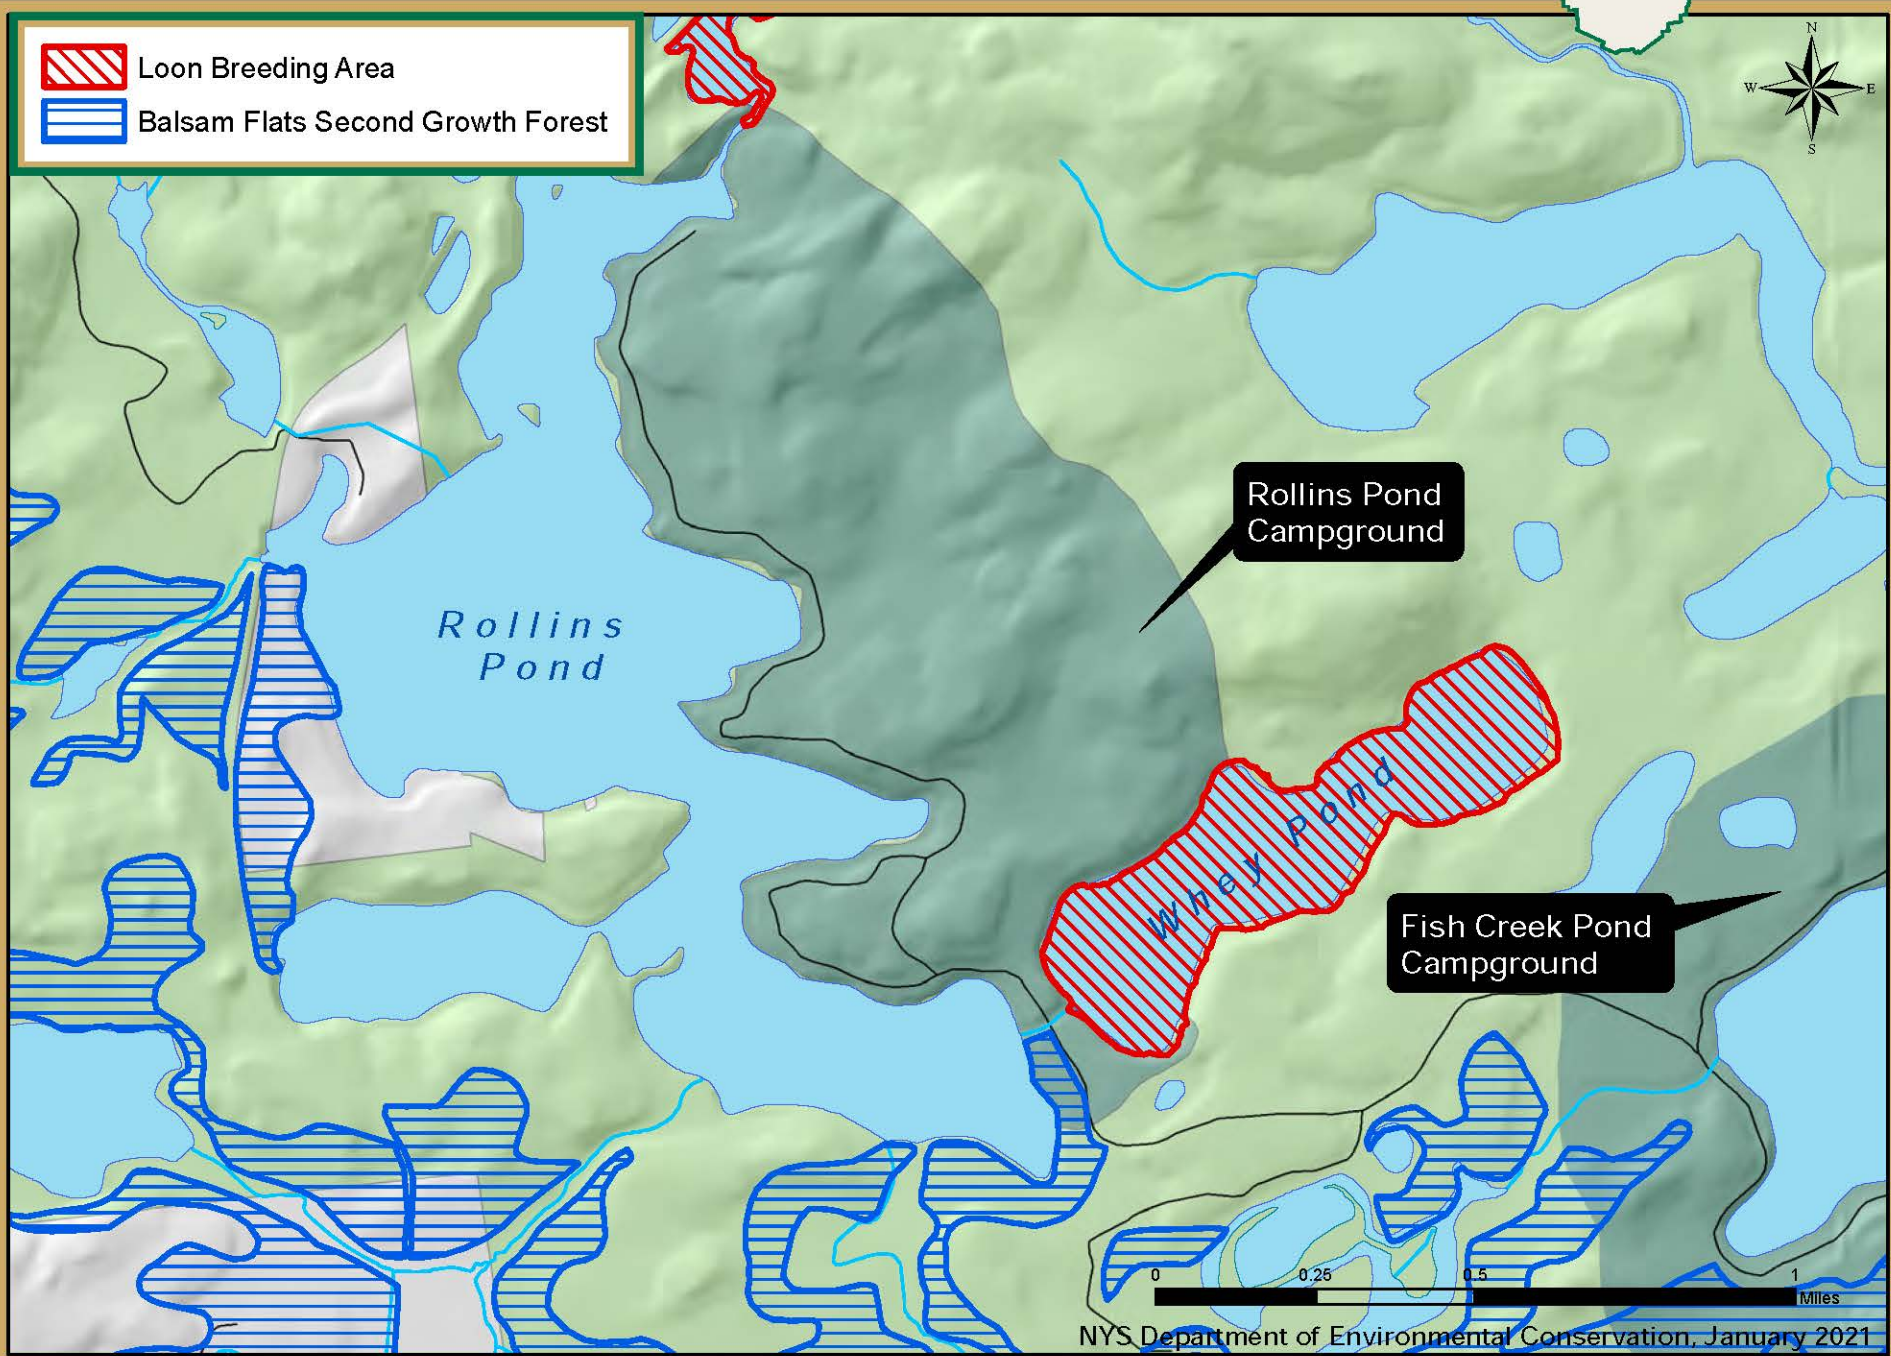 Loon Breeding Area
Balsam Flats Second Growth Forest
N
W
E
S
Rollins Pond
Campground
Rollins
Pond
Whey Pond
Fish Creek Pond
Campground
0
0.25
0.5
1
Miles
NYS Department of Environmental Conservation, January 2021